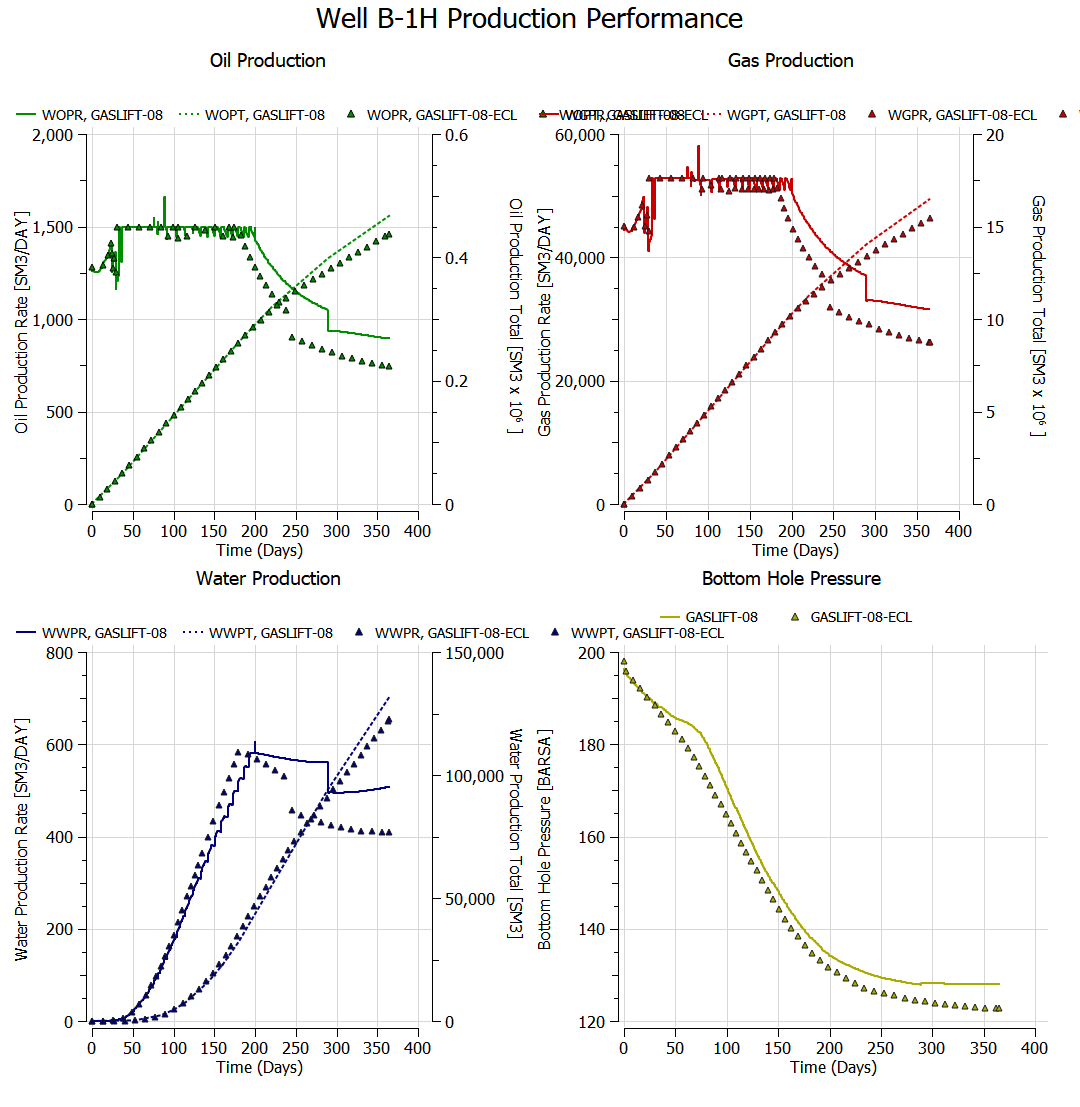 Well B-1H Production Performance
Oil Production
WOPR, GASLIFT-08 WOPT, GASLIFT-08 WOPR, GASLIFT-08-ECL WOPT, GASLIFT-08-ECL
2,000
1,500
1,000
500
0
Oil Production Rate [SM3/DAY]
0.6
0.4
0.2
0
Oil Production Total [SM3 x 10⁶ ]
0 50 100 150 200 250 300 350 400
Time (Days)
Gas Production
WGPR, GASLIFT-08 WGPT, GASLIFT-08 WGPR, GASLIFT-08-ECL
60,000
40,000
20,000
0
Gas Production Rate [SM3/DAY]
20
15
10
5
0
Gas Production Total [SM3 x 10⁶ ]
0 50 100 150 200 250 300 350 400
Time (Days)
Water Production
WWPR, GASLIFT-08 WWPT, GASLIFT-08 WWPR, GASLIFT-08-ECL WWPT, GASLIFT-08-ECL
800
600
400
200
0
Water Production Rate [SM3/DAY]
150,000
100,000
50,000
0
Water Production Total [SM3]
0 50 100 150 200 250 300 350 400
Time (Days)
Bottom Hole Pressure
GASLIFT-08 GASLIFT-08-ECL
200
180
160
140
120
Bottom Hole Pressure [BARSA]
0 50 100 150 200 250 300 350 400
Time (Days)